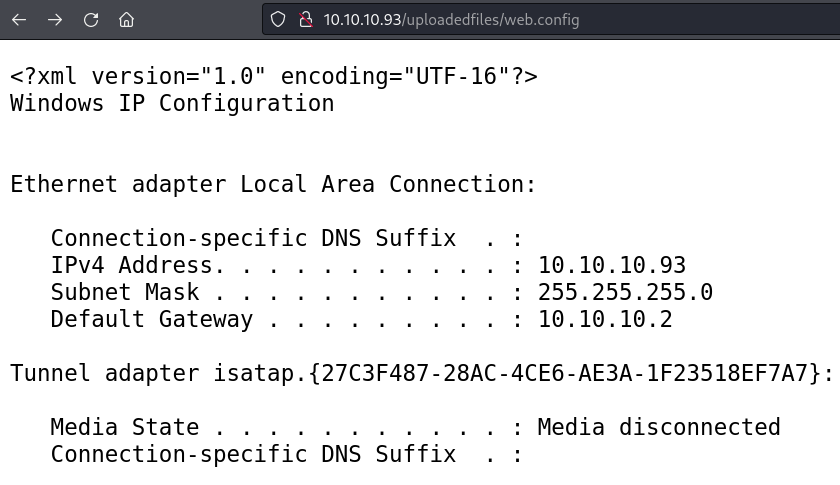 10.10.10.93/uploadedfiles/web.config
<?xml version="1.0" encoding="UTF-16"?>
Windows IP Configuration
Ethernet adapter Local Area Connection:
Connection-specific DNS Suffix  . :
IPv4 Address. . . . . . . . . . . : 10.10.10.93
Subnet Mask . . . . . . . . . . . : 255.255.255.0
Default Gateway . . . . . . . . . : 10.10.10.2
Tunnel adapter isatap.{27C3F487-28AC-4CE6-AE3A-1F23518EF7A7}:
Media State . . . . . . . . . . . : Media disconnected
Connection-specific DNS Suffix  . :